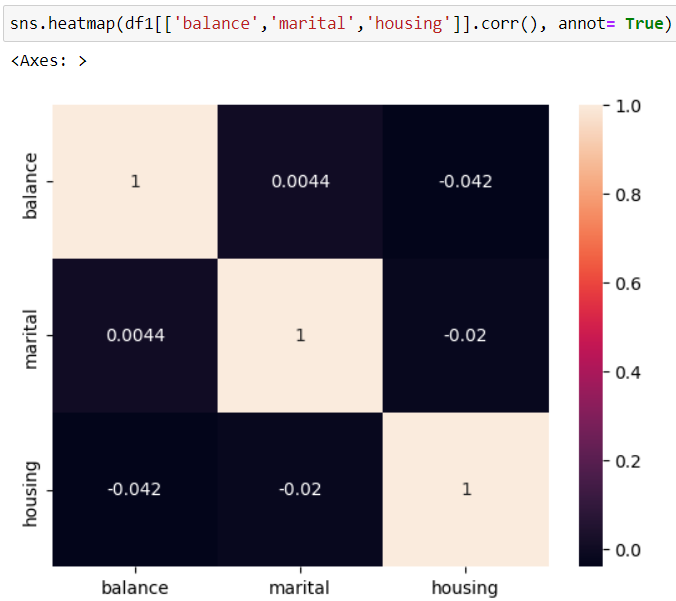 sns.heatmap(df1[['balance','marital','housing']].corr(), annot= True)
<Axes: >
1.0
balance
1
0.0044
-0.042
0.8
0.6
marital
0.0044
1
-0.02
0.4
0.2
housing
-0.042
-0.02
1
0.0
balance
marital
housing